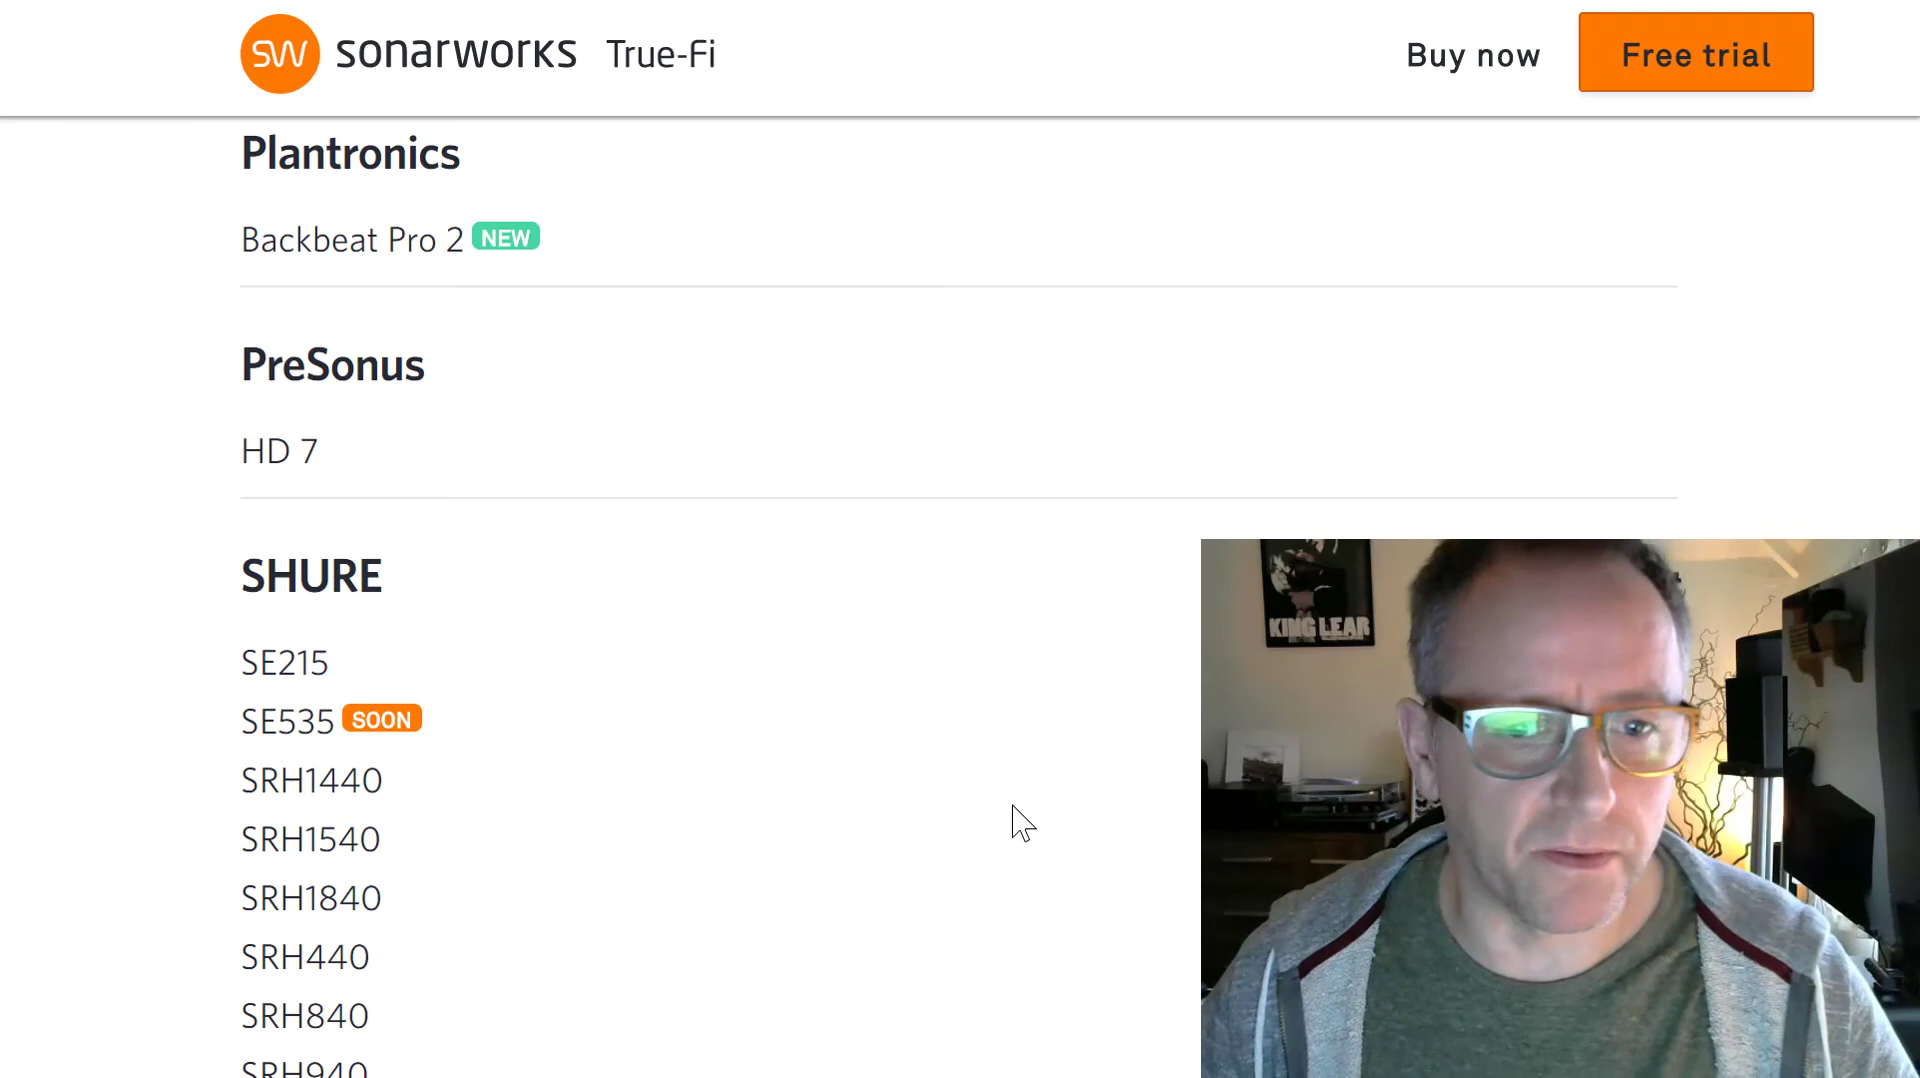 SW sonarworks True-Fi Buy now Free trial
Plantronics
Backbeat Pro 2 NEW
PreSonus
HD 7
SHURE
SE215
SE535 SOON
SRH1440
SRH1540
SRH1840
SRH440
SRH840
SRH940
KING LEAR